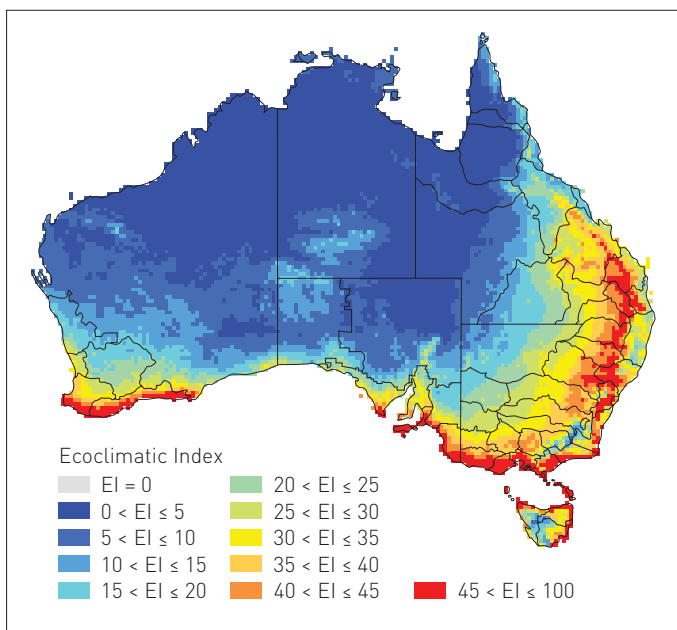 Ecoclimatic Index
EI = 0
0 < EI ≤ 5
5 < EI ≤ 10
10 < EI ≤ 15
15 < EI ≤ 20
20 < EI ≤ 25
25 < EI ≤ 30
30 < EI ≤ 35
35 < EI ≤ 40
40 < EI ≤ 45
45 < EI ≤ 100